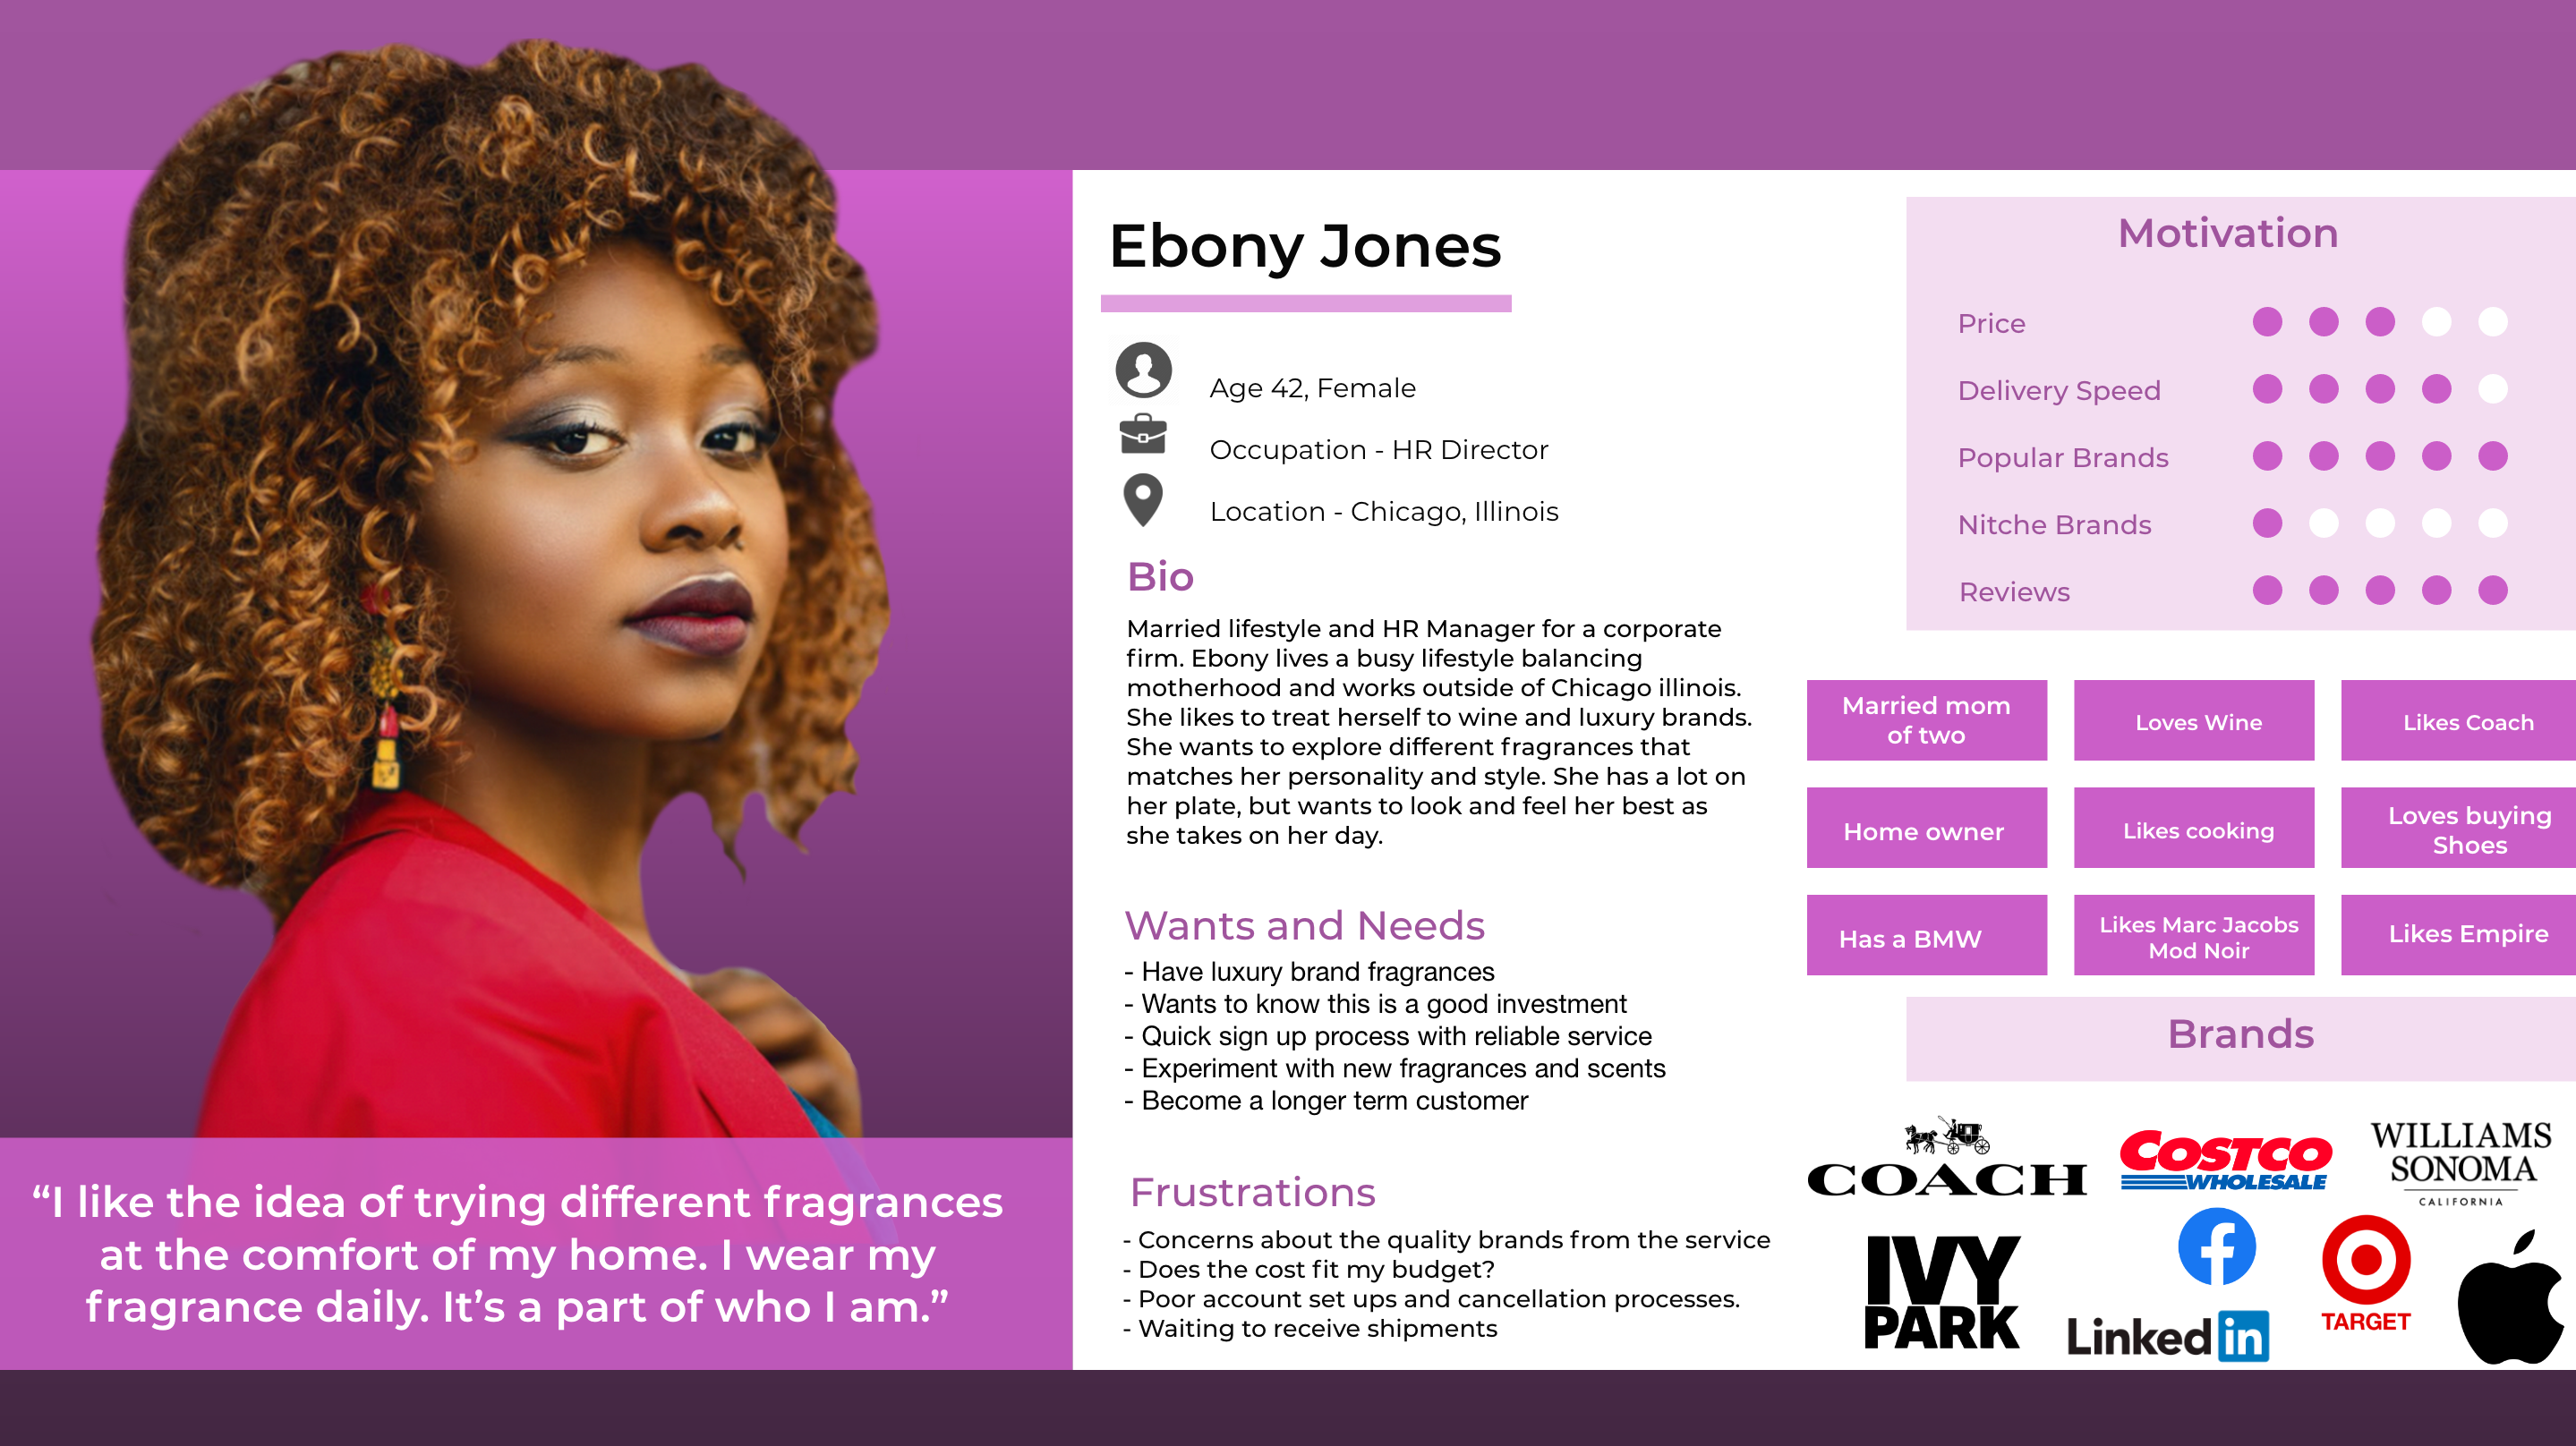 Ebony Jones
Age 42, Female
Occupation - HR Director
Location - Chicago, Illinois
Bio
Married lifestyle and HR Manager for a corporate
firm. Ebony lives a busy lifestyle balancing
motherhood and works outside of Chicago illinois.
She likes to treat herself to wine and luxury brands.
She wants to explore different fragrances that
matches her personality and style. She has a lot on
her plate, but wants to look and feel her best as
she takes on her day.
Wants and Needs
- Have luxury brand fragrances
- Wants to know this is a good investment
- Quick sign up process with reliable service
- Experiment with new fragrances and scents
- Become a longer term customer
Frustrations
- Concerns about the quality brands from the service
- Does the cost fit my budget?
- Poor account set ups and cancellation processes.
- Waiting to receive shipments
“I like the idea of trying different fragrances
at the comfort of my home. I wear my
fragrance daily. It’s a part of who I am.”
Motivation
Price
Delivery Speed
Popular Brands
Nitche Brands
Reviews
Married mom
of two
Loves Wine
Likes Coach
Home owner
Likes cooking
Loves buying
Shoes
Has a BMW
Likes Marc Jacobs
Mod Noir
Likes Empire
Brands
COACH
COSTCO
WHOLESALE
WILLIAMS
SONOMA
CALIFORNIA
IVY
PARK
f
Linked in
TARGET